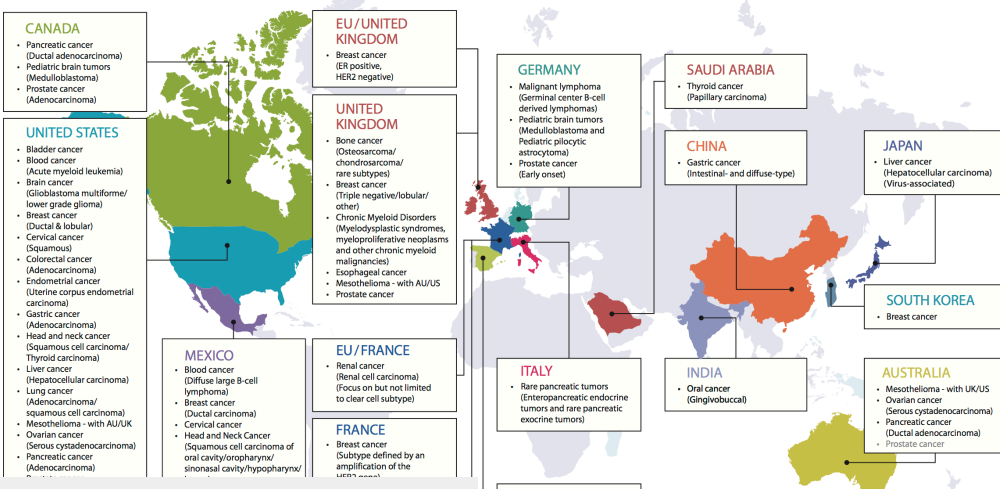 CANADA
• Pancreatic cancer
(Ductal adenocarcinoma)
• Pediatric brain tumors
(Medulloblastoma)
• Prostate cancer
(Adenocarcinoma)
UNITED STATES
• Bladder cancer
• Blood cancer
(Acute myeloid leukemia)
• Brain cancer
(Glioblastoma multiforme/
lower grade glioma)
• Breast cancer
(Ductal & lobular)
• Cervical cancer
(Squamous)
• Colorectal cancer
(Adenocarcinoma)
• Endometrial cancer
(Uterine corpus endometrial
carcinoma)
• Gastric cancer
(Adenocarcinoma)
• Head and neck cancer
(Squamous cell carcinoma/
Thyroid carcinoma)
• Liver cancer
(Hepatocellular carcinoma)
• Lung cancer
(Adenocarcinoma/
squamous cell carcinoma)
• Mesothelioma - with AU/UK
• Ovarian cancer
(Serous cystadenocarcinoma)
• Pancreatic cancer
(Adenocarcinoma)
MEXICO
• Blood cancer
(Diffuse large B-cell
lymphoma)
• Breast cancer
(Ductal carcinoma)
• Cervical cancer
• Head and Neck Cancer
(Squamous cell carcinoma of
oral cavity/oropharynx/
sinonasal cavity/hypopharynx/
EU / UNITED
KINGDOM
• Breast cancer
(ER positive,
HER2 negative)
UNITED
KINGDOM
• Bone cancer
(Osteosarcoma/
chondrosarcoma/
rare subtypes)
• Breast cancer
(Triple negative/lobular/
other)
• Chronic Myeloid Disorders
(Myelodysplastic syndromes,
myeloproliferative neoplasms
and other chronic myeloid
malignancies)
• Esophageal cancer
• Mesothelioma - with AU/US
• Prostate cancer
EU / FRANCE
• Renal cancer
(Renal cell carcinoma)
(Focus on but not limited
to clear cell subtype)
FRANCE
• Breast cancer
(Subtype defined by an
amplification of the
HER2 gene)
GERMANY
• Malignant lymphoma
(Germinal center B-cell
derived lymphomas)
• Pediatric brain tumors
(Medulloblastoma and
Pediatric pilocytic
astrocytoma)
• Prostate cancer
(Early onset)
ITALY
• Rare pancreatic tumors
(Enteropancreatic endocrine
tumors and rare pancreatic
exocrine tumors)
SAUDI ARABIA
• Thyroid cancer
(Papillary carcinoma)
CHINA
• Gastric cancer
(Intestinal- and diffuse-type)
INDIA
• Oral cancer
(Gingivobuccal)
JAPAN
• Liver cancer
(Hepatocellular carcinoma)
(Virus-associated)
SOUTH KOREA
• Breast cancer
AUSTRALIA
• Mesothelioma - with UK/US
• Ovarian cancer
(Serous cystadenocarcinoma)
• Pancreatic cancer
(Ductal adenocarcinoma)
• Prostate cancer